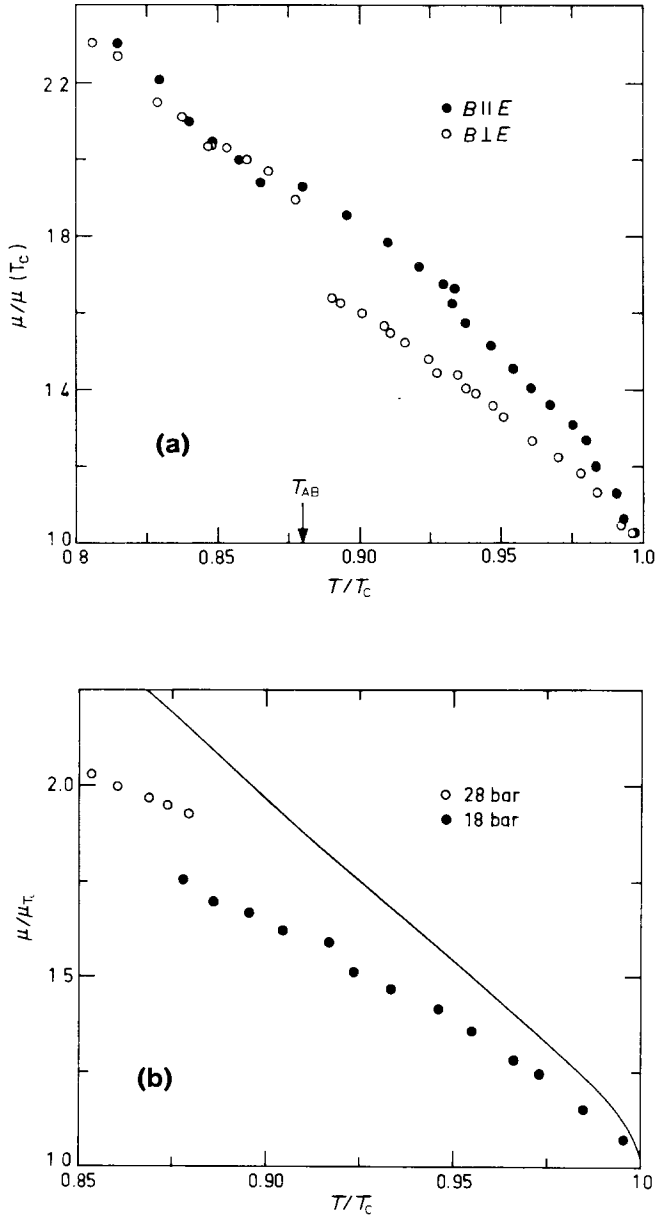 2.2
B || E
B ⊥ E
μ/μ (T_C)
1.8
1.4
(a)
T_AB
1 0
0 8
0.85
0.90
0.95
1 0
T/T_C
28 bar
18 bar
2.0
μ/μ_Tc
1 5
(b)
1 0
0.85
0.90
0.95
1 0
T/T_C